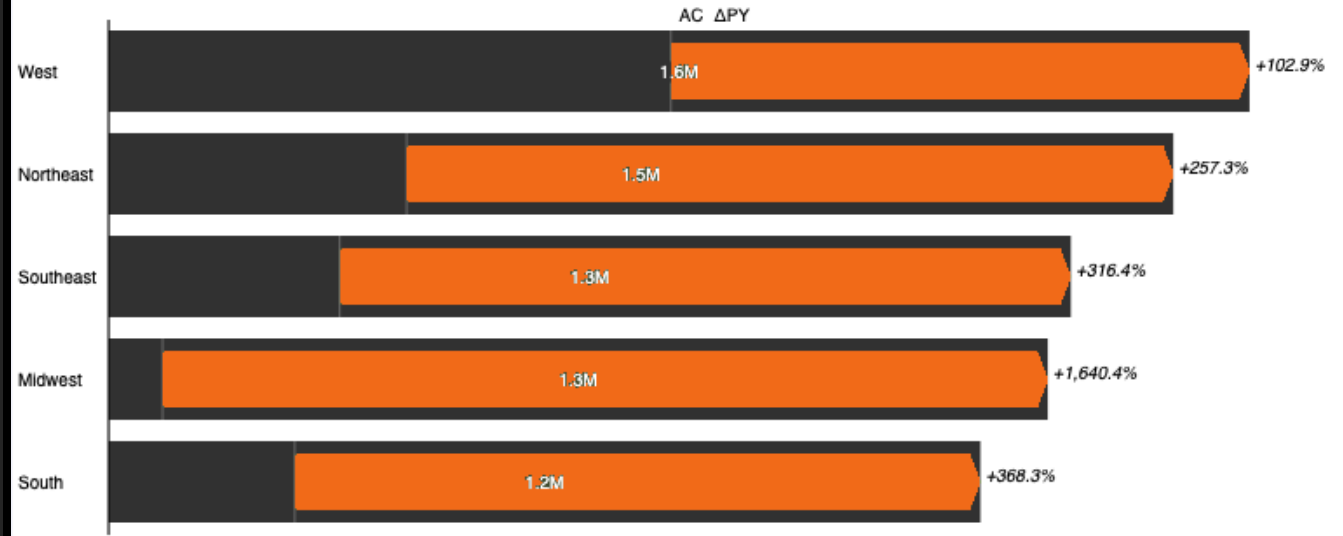 AC ΔPY
West 1.6M +102.9%
Northeast 1.5M +257.3%
Southeast 1.3M +316.4%
Midwest 1.3M +1,640.4%
South 1.2M +368.3%